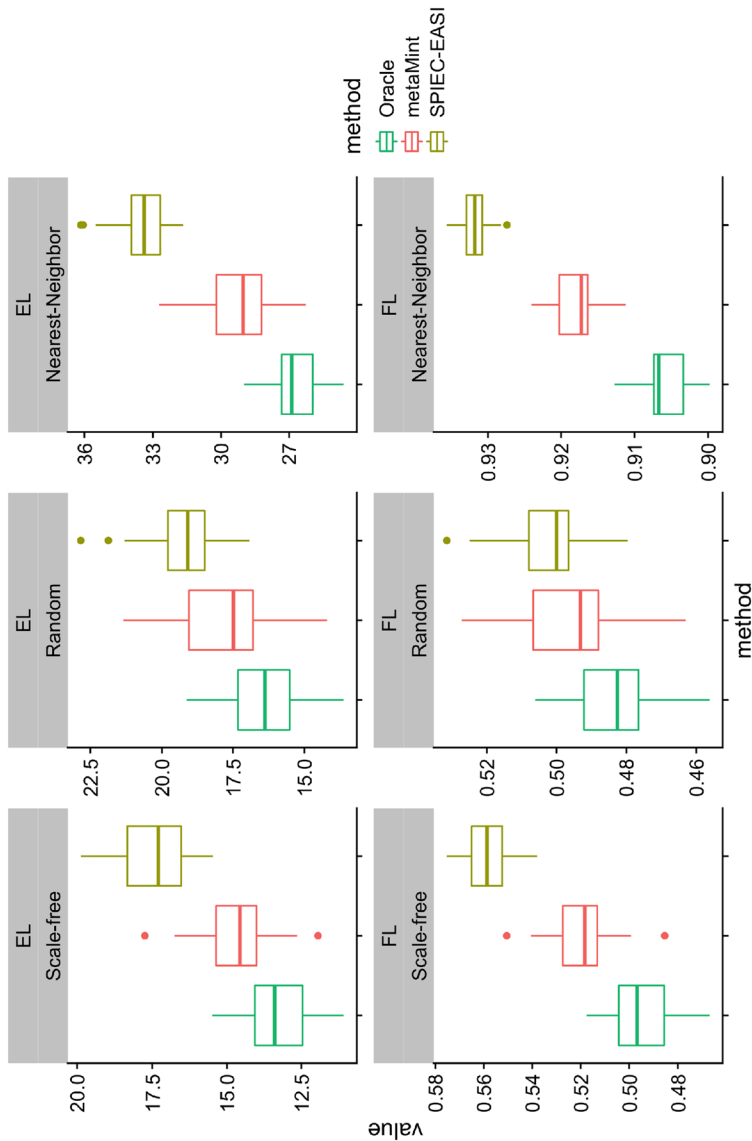 EL
Scale-free
20.0
17.5
15.0
12.5
EL
Random
22.5
20.0
17.5
15.0
EL
Nearest-Neighbor
36
33
30
27
FL
Scale-free
0.58
0.56
0.54
0.52
0.50
0.48
FL
Random
0.52
0.50
0.48
0.46
FL
Nearest-Neighbor
0.93
0.92
0.91
0.90
value
method
method
Oracle
metaMint
SPIEC-EASI